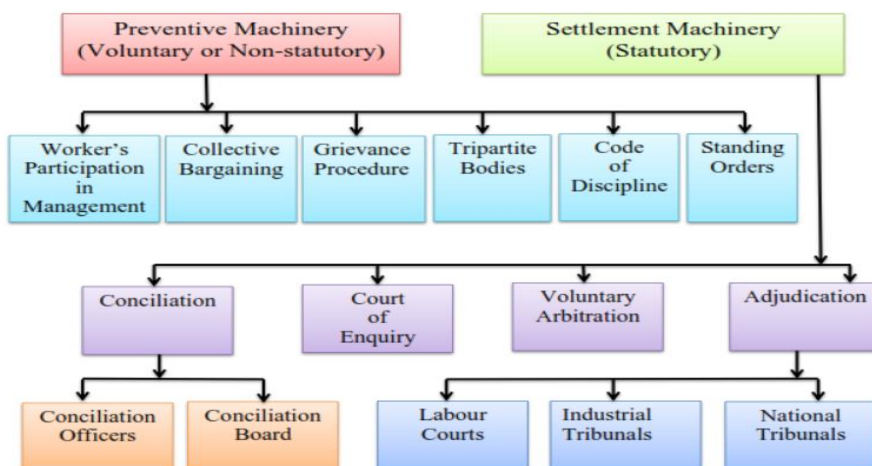 Preventive Machinery
(Voluntary or Non-statutory)
Settlement Machinery
(Statutory)
Worker's
Participation
in
Management
Collective
Bargaining
Grievance
Procedure
Tripartite
Bodies
Code
of
Discipline
Standing
Orders
Conciliation
Court
of
Enquiry
Voluntary
Arbitration
Adjudication
Conciliation
Officers
Conciliation
Board
Labour
Courts
Industrial
Tribunals
National
Tribunals